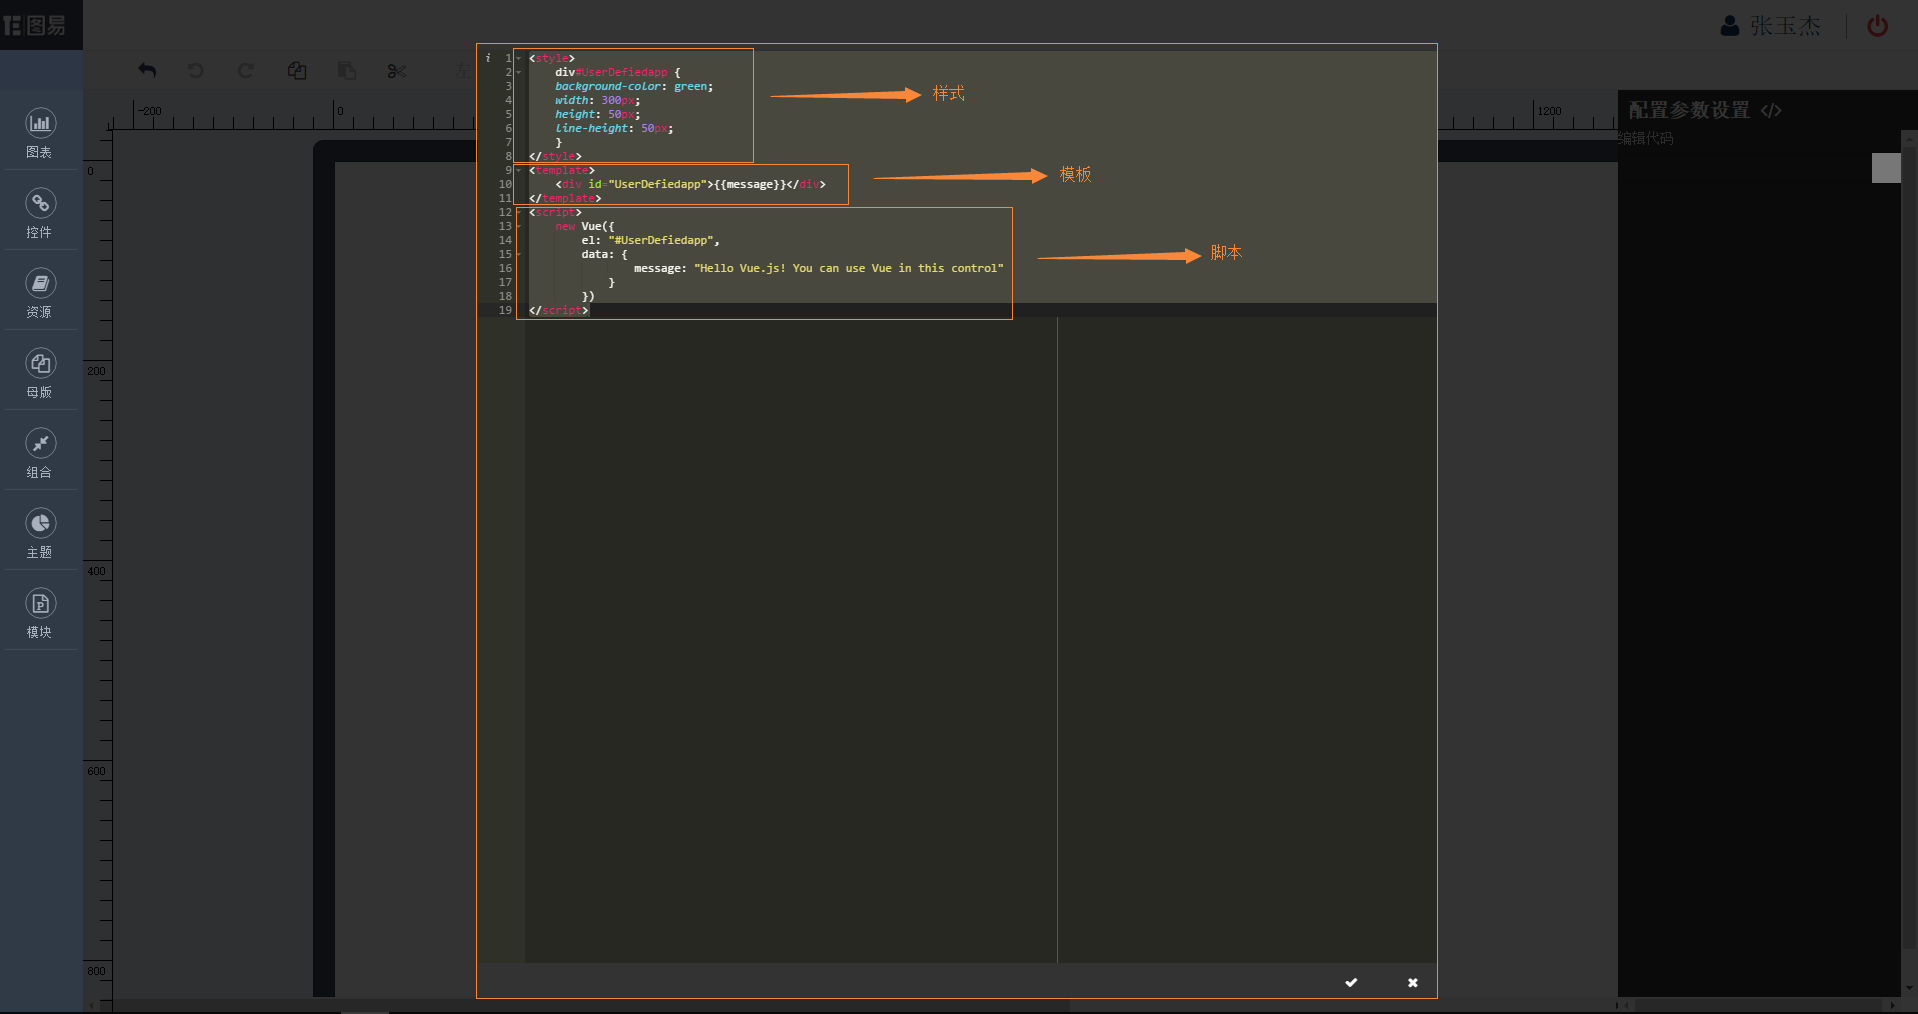 图易
张玉杰
左
-200
0
1200
配置参数设置 </>
编辑代码
图表
控件
资源
母版
组合
主题
模块
0
200
400
600
800
i
1 <style>
2 div#UserDefiedapp {
3 background-color: green;
4 width: 300px;
5 height: 50px;
6 line-height: 50px;
7 }
8 </style>
9 <template>
10 <div id="UserDefiedapp">{{message}}</div>
11 </template>
12 <script>
13 new Vue({
14 el: "#UserDefiedapp",
15 data: {
16 message: "Hello Vue.js! You can use Vue in this control"
17 }
18 })
19 </script>
样式
模板
脚本